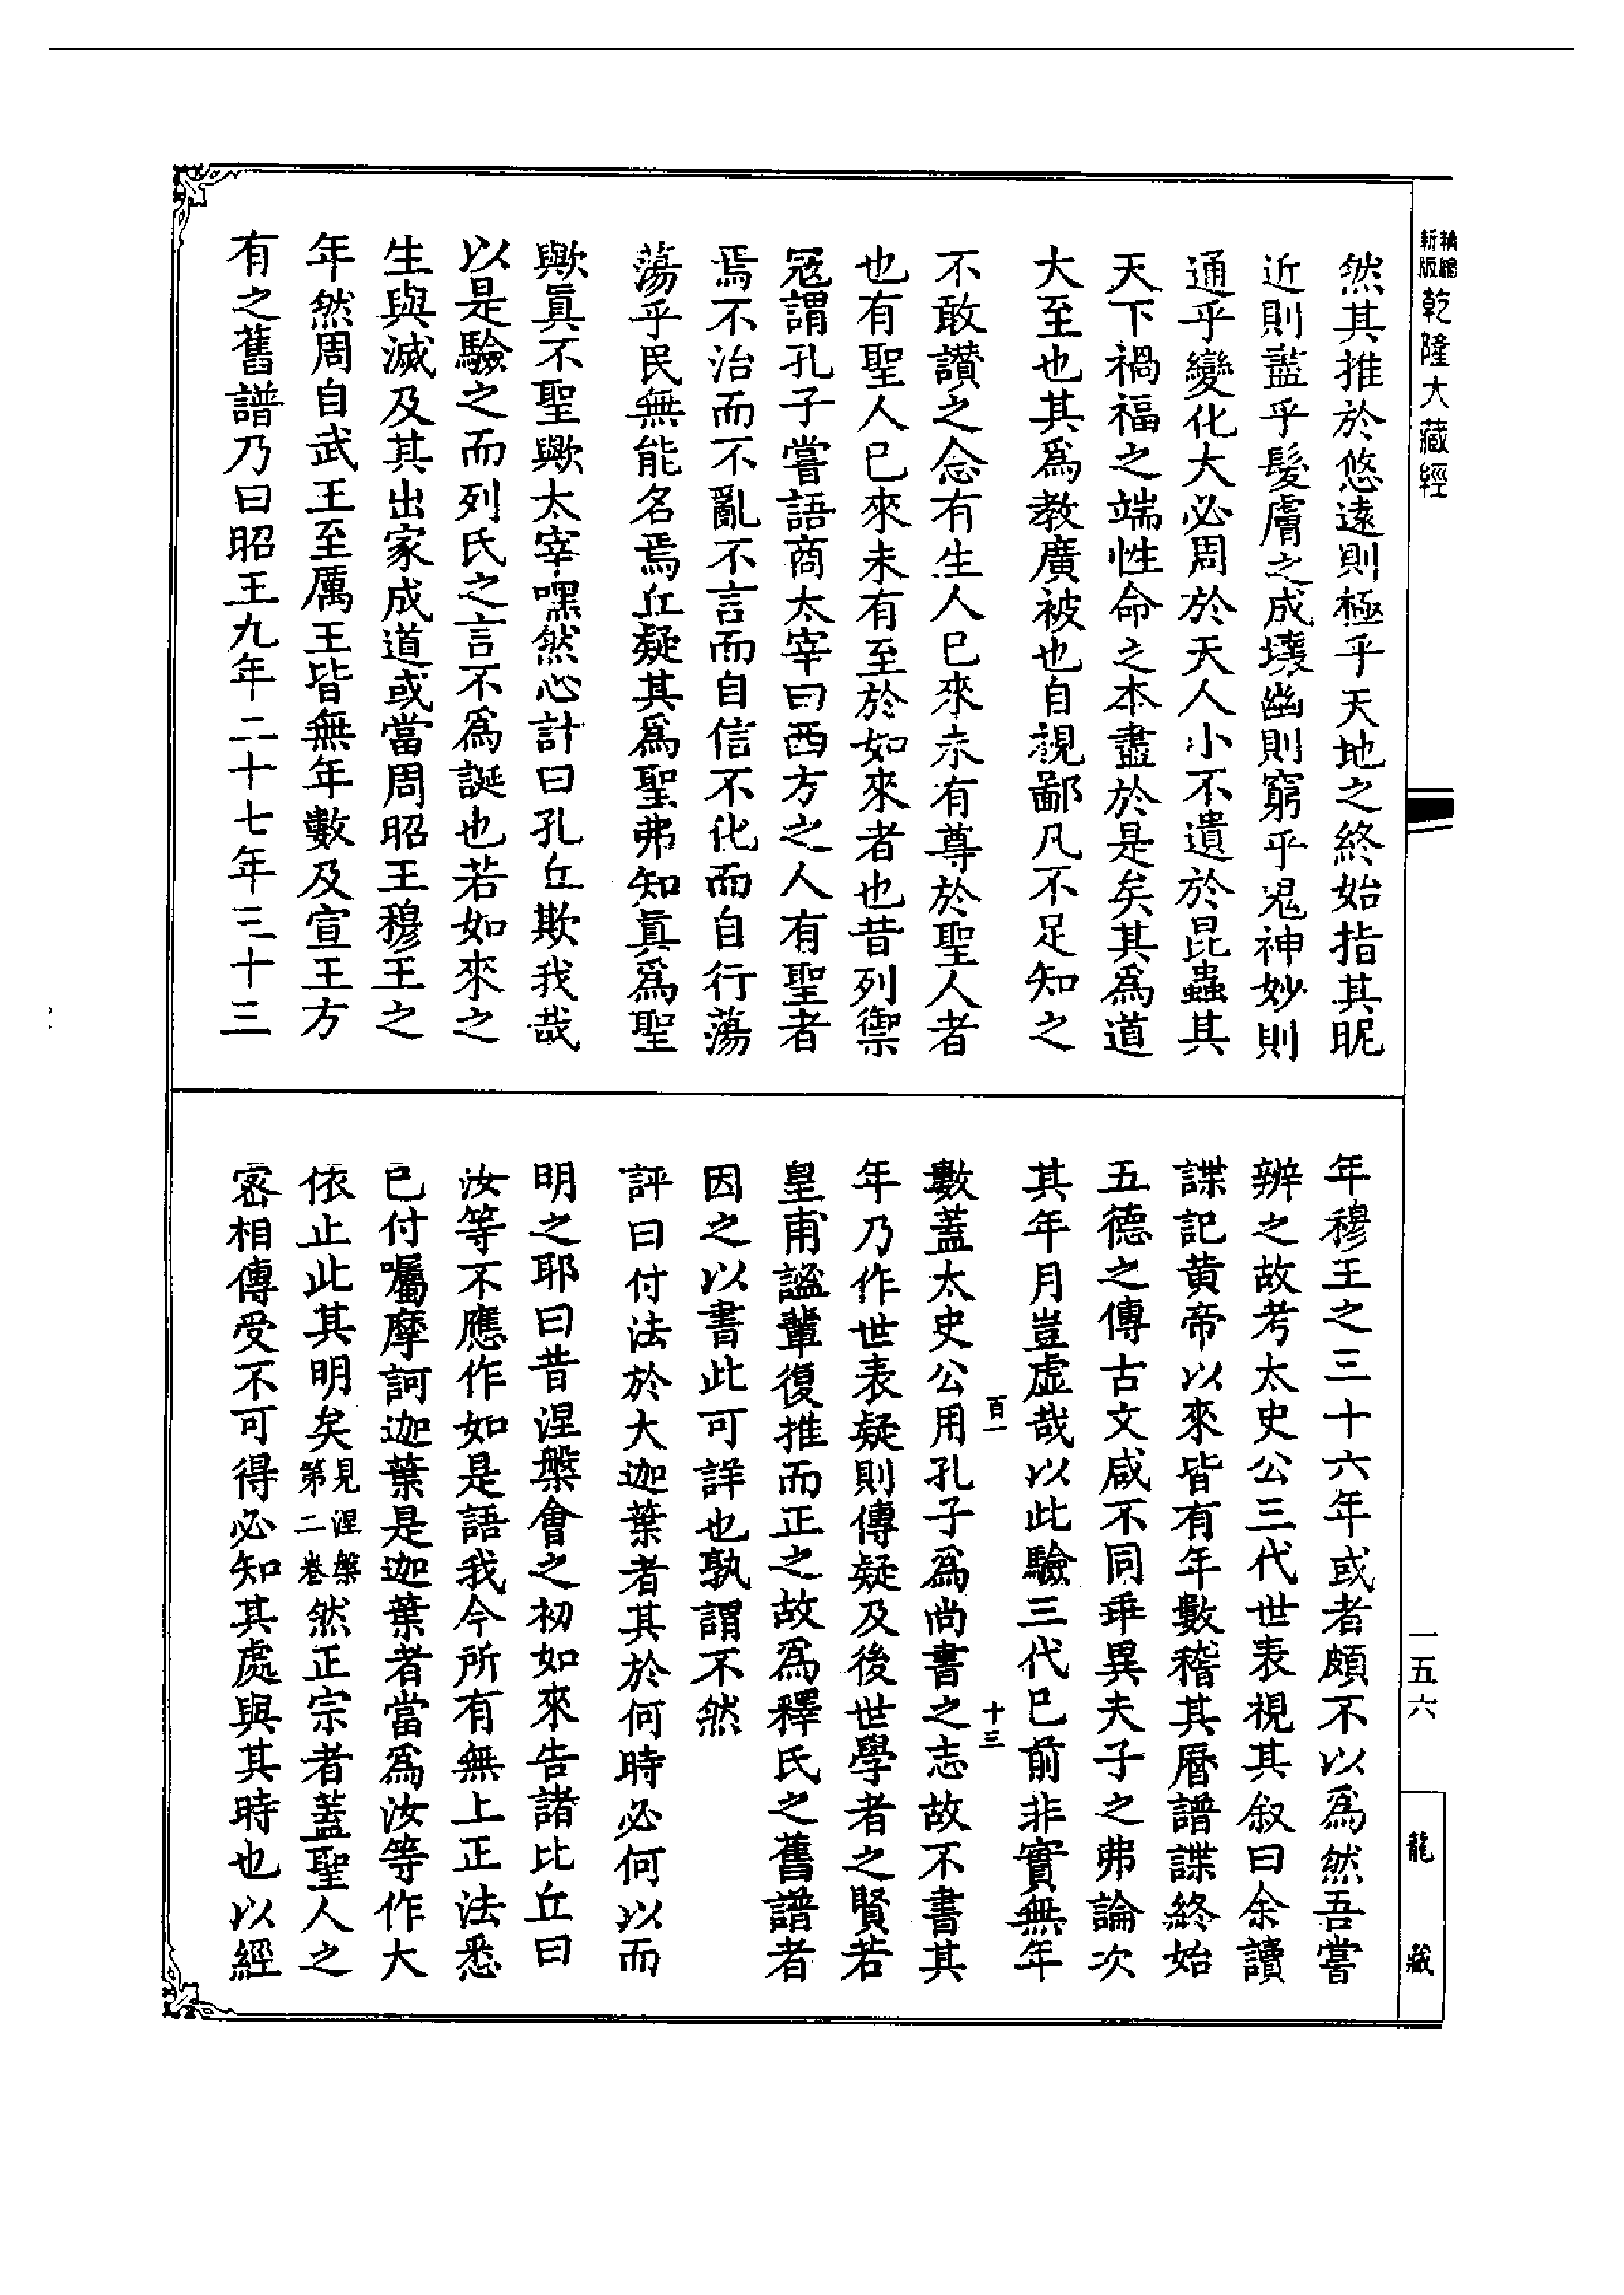 精縮新版乾隆大藏經
然其推於悠遠則極乎天地之終始指其昵
近則盡乎髮膚之成壞幽則窮乎鬼神妙則
通乎變化大必周於天人小不遺於昆蟲其
天下禍福之端性命之本盡於是矣其為道
大至也其為教廣被也自視鄙凡不足知之
不敢讚之念有生人已來未有尊於聖人者
也有聖人已來未有至於如來者也昔列禦
寇謂孔子嘗語商太宰曰西方之人有聖者
焉不治而不亂不言而自信不化而自行蕩
蕩乎民無能名焉丘疑其為聖弗知真為聖
歟真不聖歟太宰嘿然心計曰孔丘欺我哉
以是驗之而列氏之言不為誕也若如來之
生與滅及其出家成道或當周昭王穆王之
年然周自武王至厲王皆無年數及宣王方
有之舊譜乃曰昭王九年二十七年三十三
年穆王之三十六年或者頗不以為然吾嘗
辨之故考太史公三代世表視其叙曰余讀
諜記黃帝以來皆有年數稽其曆譜諜終始
五德之傳古文咸不同乖異夫子之弗論次
其年月豈虛哉以此驗三代已前非實無年
百一 十三
數蓋太史公用孔子為尚書之志故不書其
年乃作世表疑則傳疑及後世學者之賢若
皇甫謐輩復推而正之故為釋氏之舊譜者
因之以書此可詳也孰謂不然
評曰付法於大迦葉者其於何時必何以而
明之耶曰昔涅槃會之初如來告諸比丘曰
汝等不應作如是語我今所有無上正法悉
已付囑摩訶迦葉是迦葉者當為汝等作大
依止此其明矣見涅槃第二卷然正宗者蓋聖人之
密相傳受不可得必知其處與其時也以經
一五六
龍藏